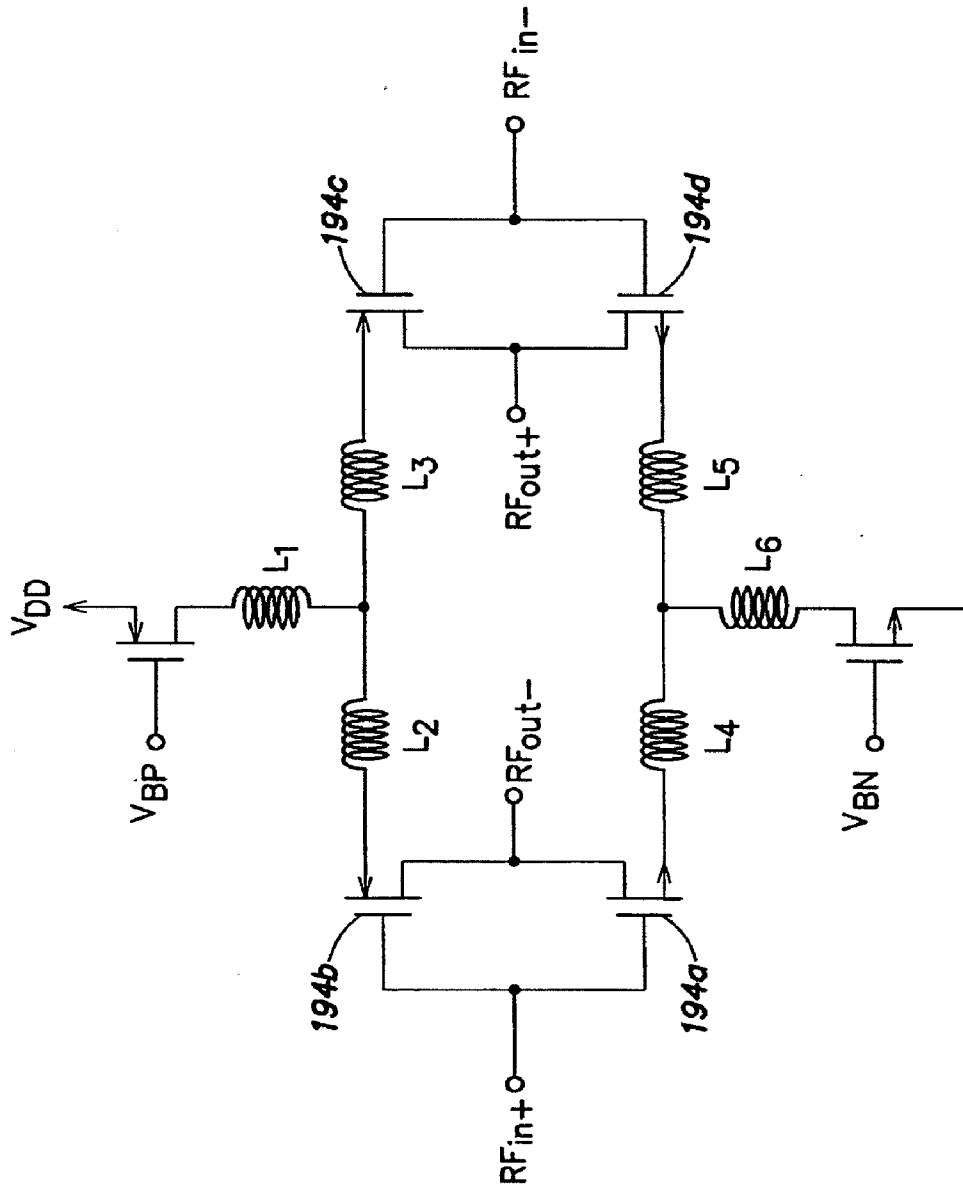 VDD
VBP
L1
L2
L3
194b
194c
RFin+
RFout-
RFout+
RFin-
194a
194d
L4
L5
L6
VBN